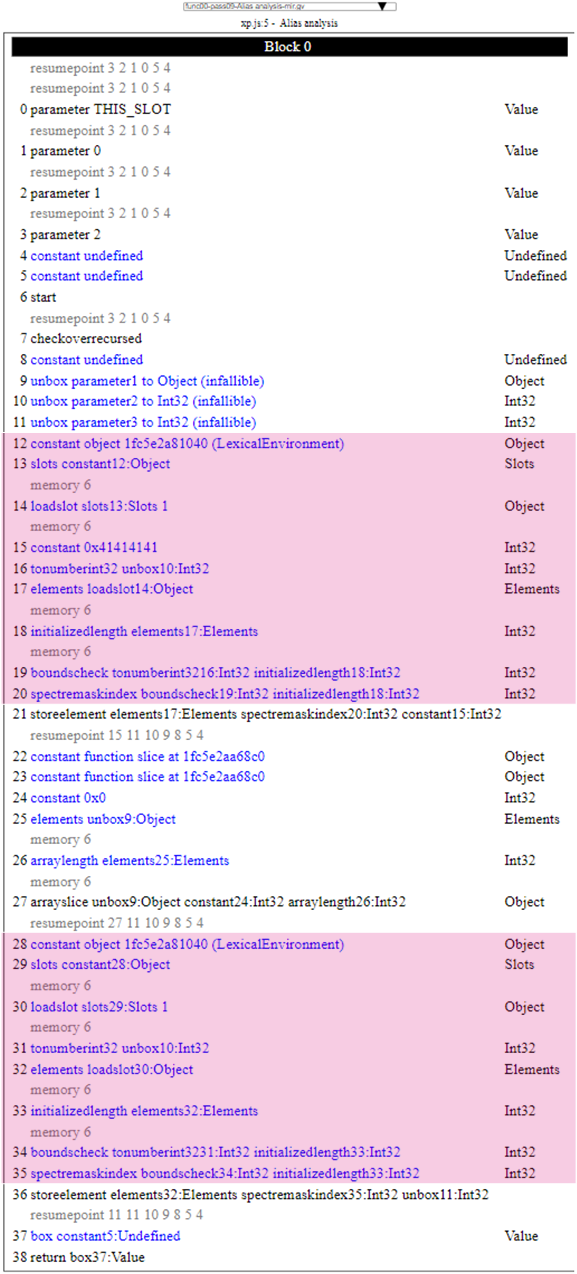 func00-pass09-Alias analysis-mir.gv
xp.js:5 - Alias analysis
Block 0
resumepoint 3 2 1 0 5 4
resumepoint 3 2 1 0 5 4
0 parameter THIS_SLOT Value
resumepoint 3 2 1 0 5 4
1 parameter 0 Value
resumepoint 3 2 1 0 5 4
2 parameter 1 Value
resumepoint 3 2 1 0 5 4
3 parameter 2 Value
4 constant undefined Undefined
5 constant undefined Undefined
6 start
resumepoint 3 2 1 0 5 4
7 checkoverrecursed
8 constant undefined Undefined
9 unbox parameter1 to Object (infallible) Object
10 unbox parameter2 to Int32 (infallible) Int32
11 unbox parameter3 to Int32 (infallible) Int32
12 constant object 1fc5e2a81040 (LexicalEnvironment) Object
13 slots constant12:Object Slots
memory 6
14 loadslot slots13:Slots 1 Object
memory 6
15 constant 0x41414141 Int32
16 tonumberint32 unbox10:Int32 Int32
17 elements loadslot14:Object Elements
memory 6
18 initializedlength elements17:Elements Int32
memory 6
19 boundscheck tonumberint3216:Int32 initializedlength18:Int32 Int32
20 spectremaskindex boundscheck19:Int32 initializedlength18:Int32 Int32
21 storeelement elements17:Elements spectremaskindex20:Int32 constant15:Int32
resumepoint 15 11 10 9 8 5 4
22 constant function slice at 1fc5e2aa68c0 Object
23 constant function slice at 1fc5e2aa68c0 Object
24 constant 0x0 Int32
25 elements unbox9:Object Elements
memory 6
26 arraylength elements25:Elements Int32
memory 6
27 arrayslice unbox9:Object constant24:Int32 arraylength26:Int32 Object
resumepoint 27 11 10 9 8 5 4
28 constant object 1fc5e2a81040 (LexicalEnvironment) Object
29 slots constant28:Object Slots
memory 6
30 loadslot slots29:Slots 1 Object
memory 6
31 tonumberint32 unbox10:Int32 Int32
32 elements loadslot30:Object Elements
memory 6
33 initializedlength elements32:Elements Int32
memory 6
34 boundscheck tonumberint3231:Int32 initializedlength33:Int32 Int32
35 spectremaskindex boundscheck34:Int32 initializedlength33:Int32 Int32
36 storeelement elements32:Elements spectremaskindex35:Int32 unbox11:Int32
resumepoint 11 11 10 9 8 5 4
37 box constant5:Undefined Value
38 return box37:Value